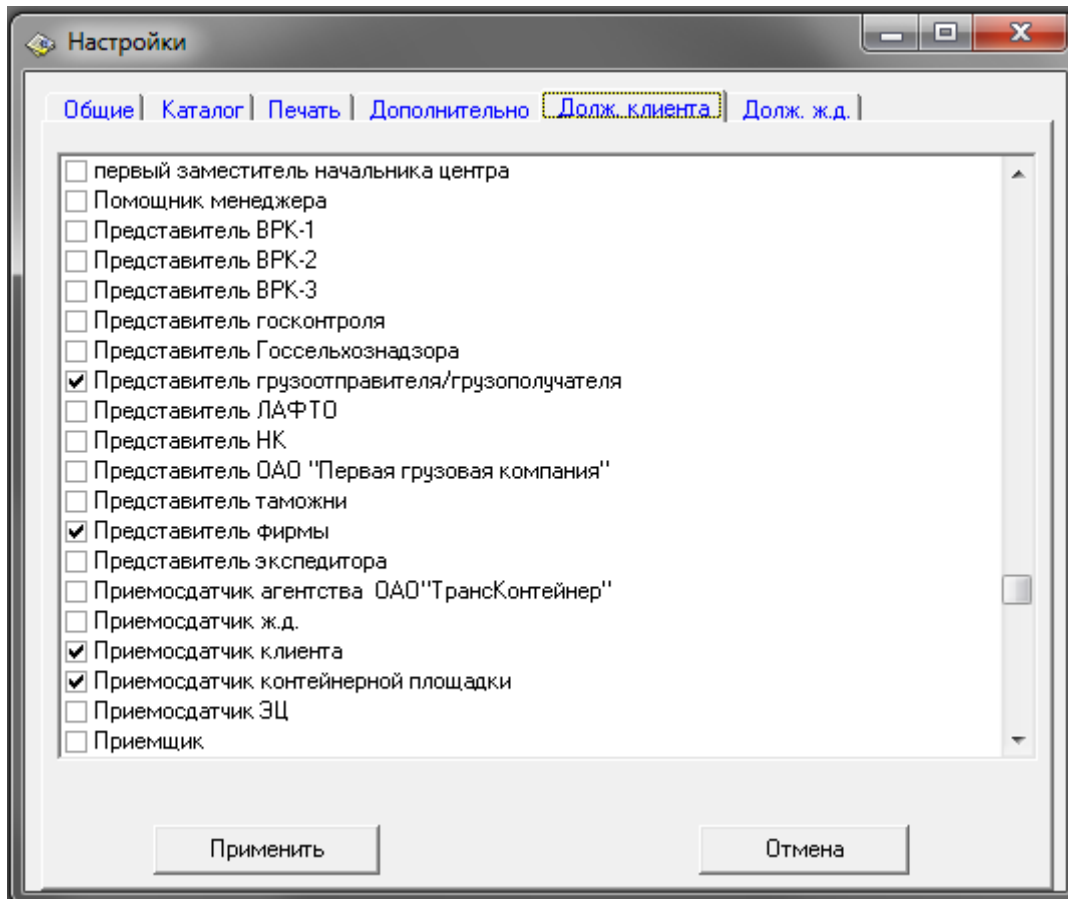 Настройки
Общие Каталог Печать Дополнительно Долж. клиента Долж. ж.д.
первый заместитель начальника центра
Помощник менеджера
Представитель ВРК-1
Представитель ВРК-2
Представитель ВРК-3
Представитель госконтроля
Представитель Госсельхознадзора
Представитель грузоотправителя/грузополучателя
Представитель ЛАФТО
Представитель НК
Представитель ОАО "Первая грузовая компания"
Представитель таможни
Представитель фирмы
Представитель экспедитора
Приемосдатчик агентства  ОАО"ТрансКонтейнер"
Приемосдатчик ж.д.
Приемосдатчик клиента
Приемосдатчик контейнерной площадки
Приемосдатчик ЭЦ
Приемщик
Применить Отмена